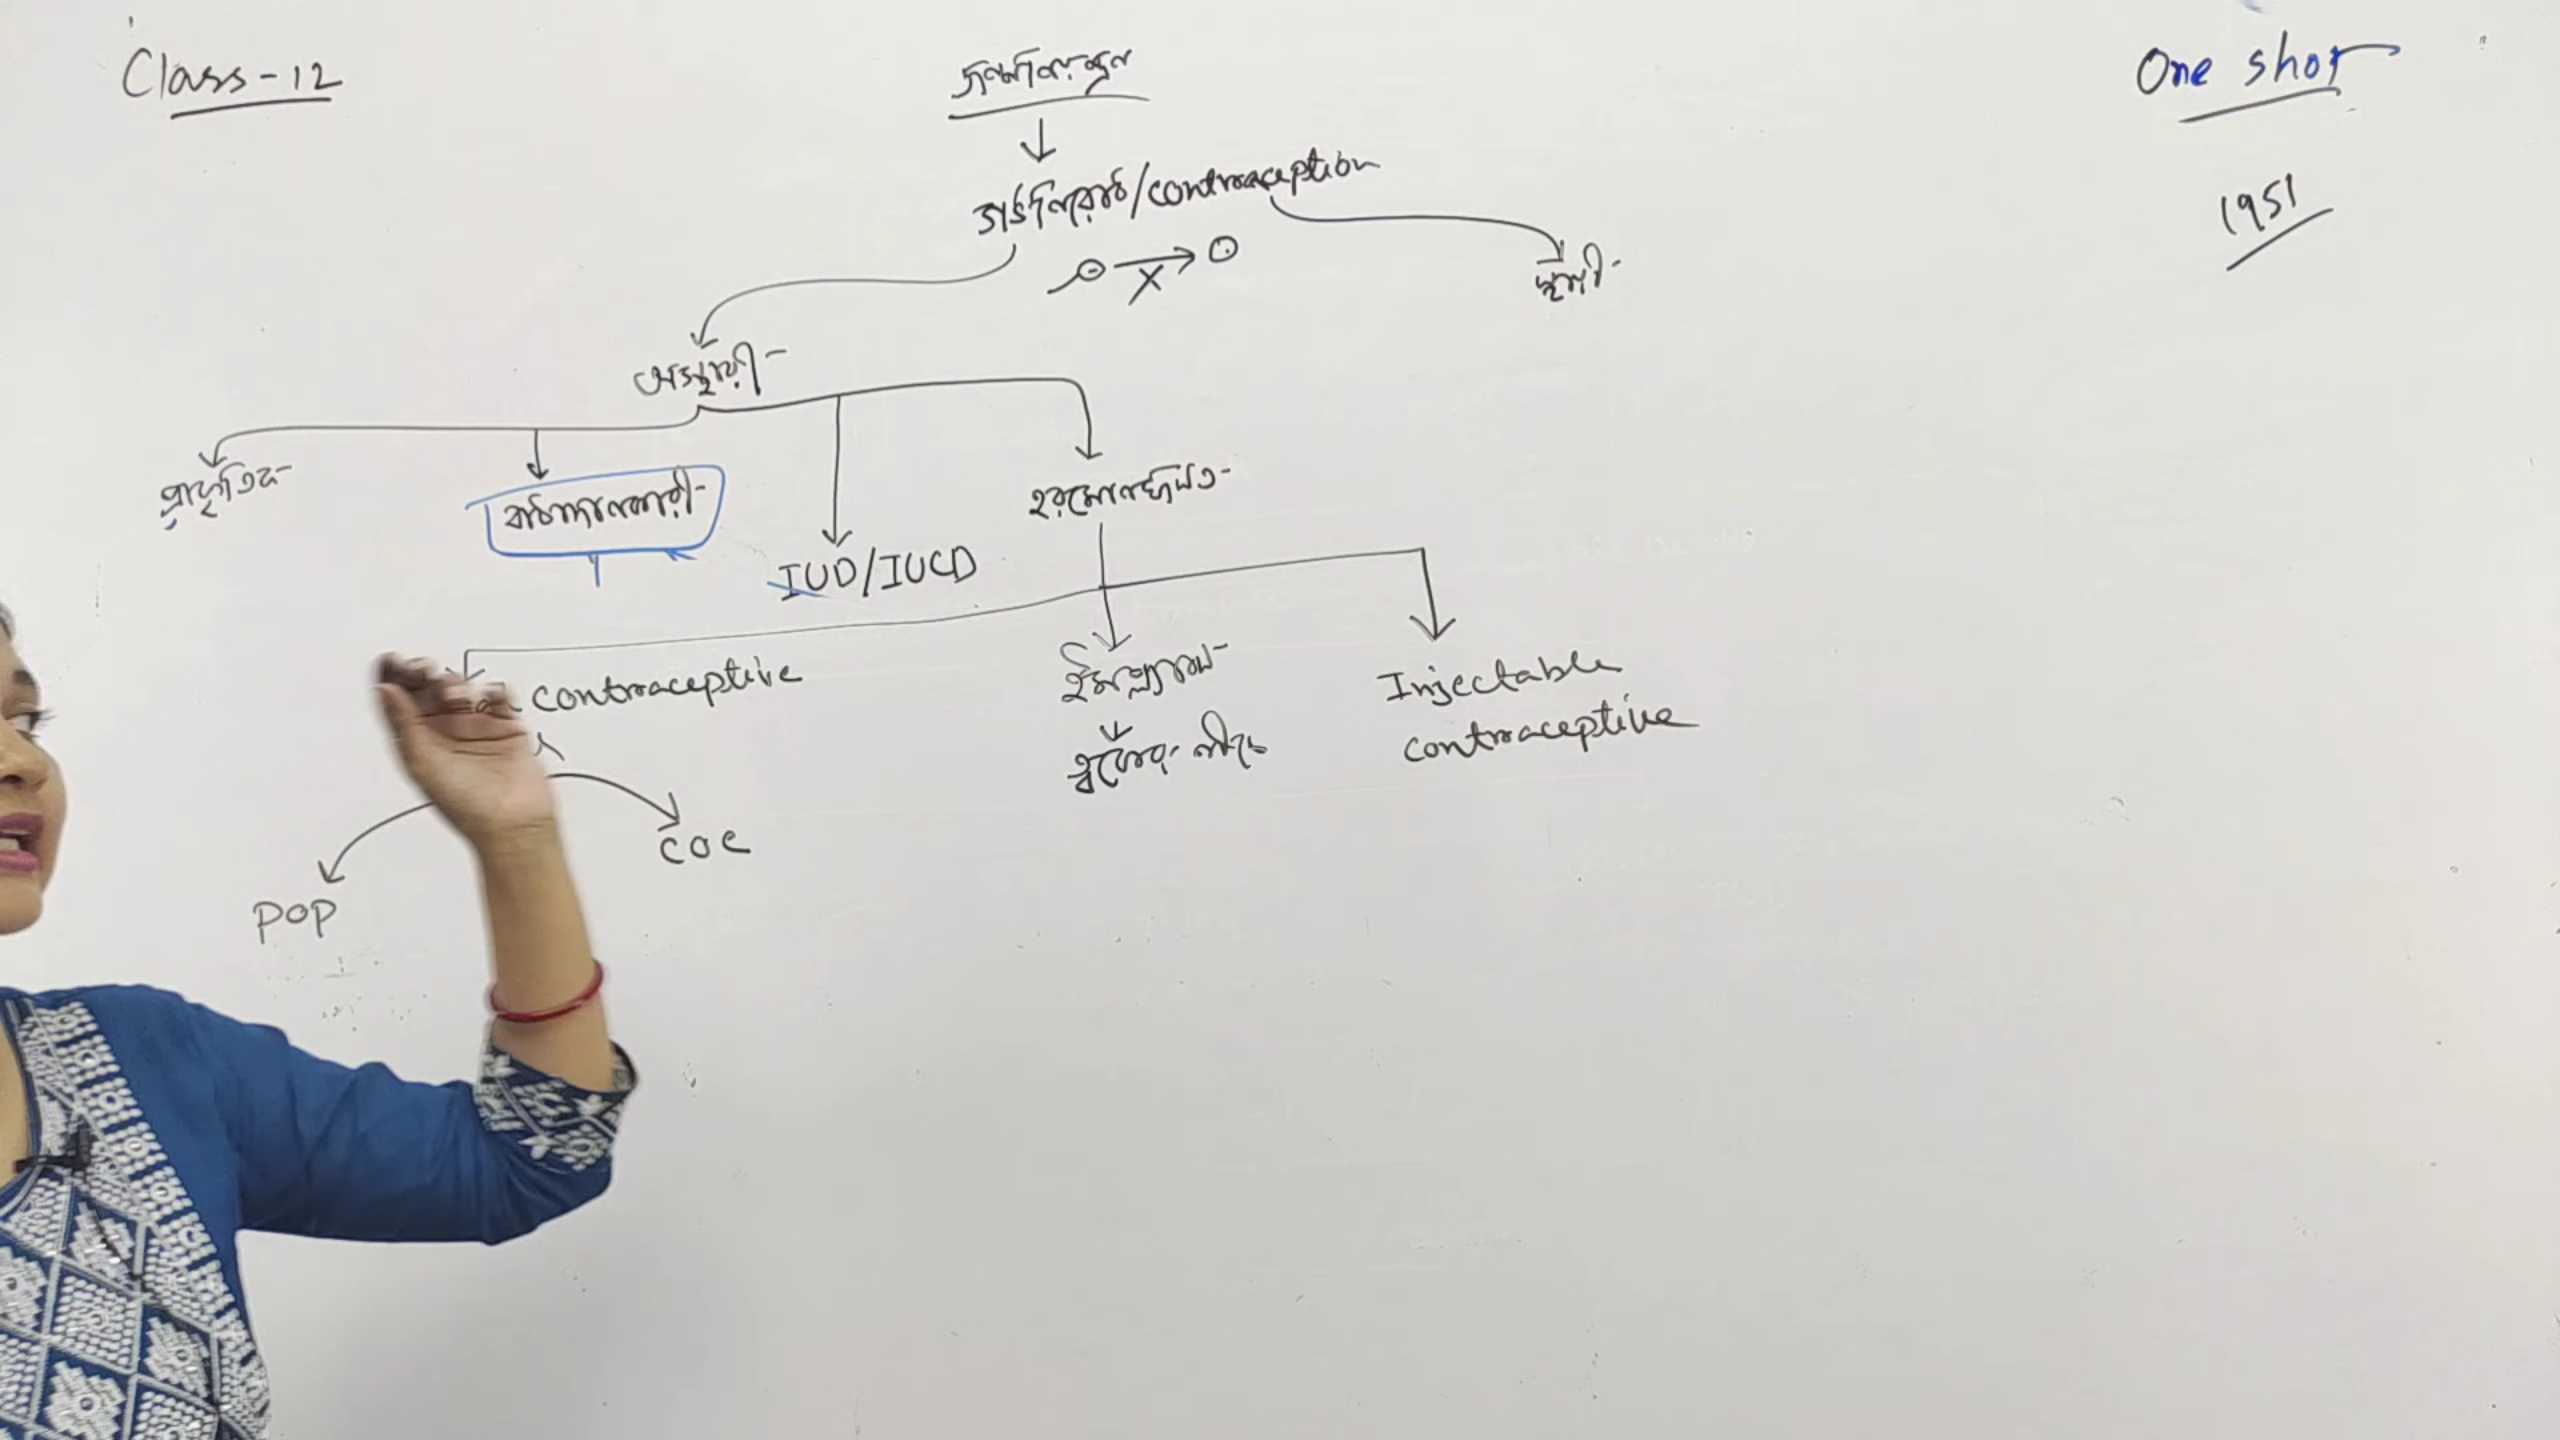 Class-12
জন্মনিয়ন্ত্রণ
One shot
1951
গর্ভনিরোধ/contraception
স্থায়ী
অস্থায়ী
প্রাকৃতিক
বাধাদানকারী
IUD/IUCD
হরমোনঘটিত
contraceptive
ইমপ্ল্যান্ট
ত্বকের নীচে
Injectable
contraceptive
POP
COC